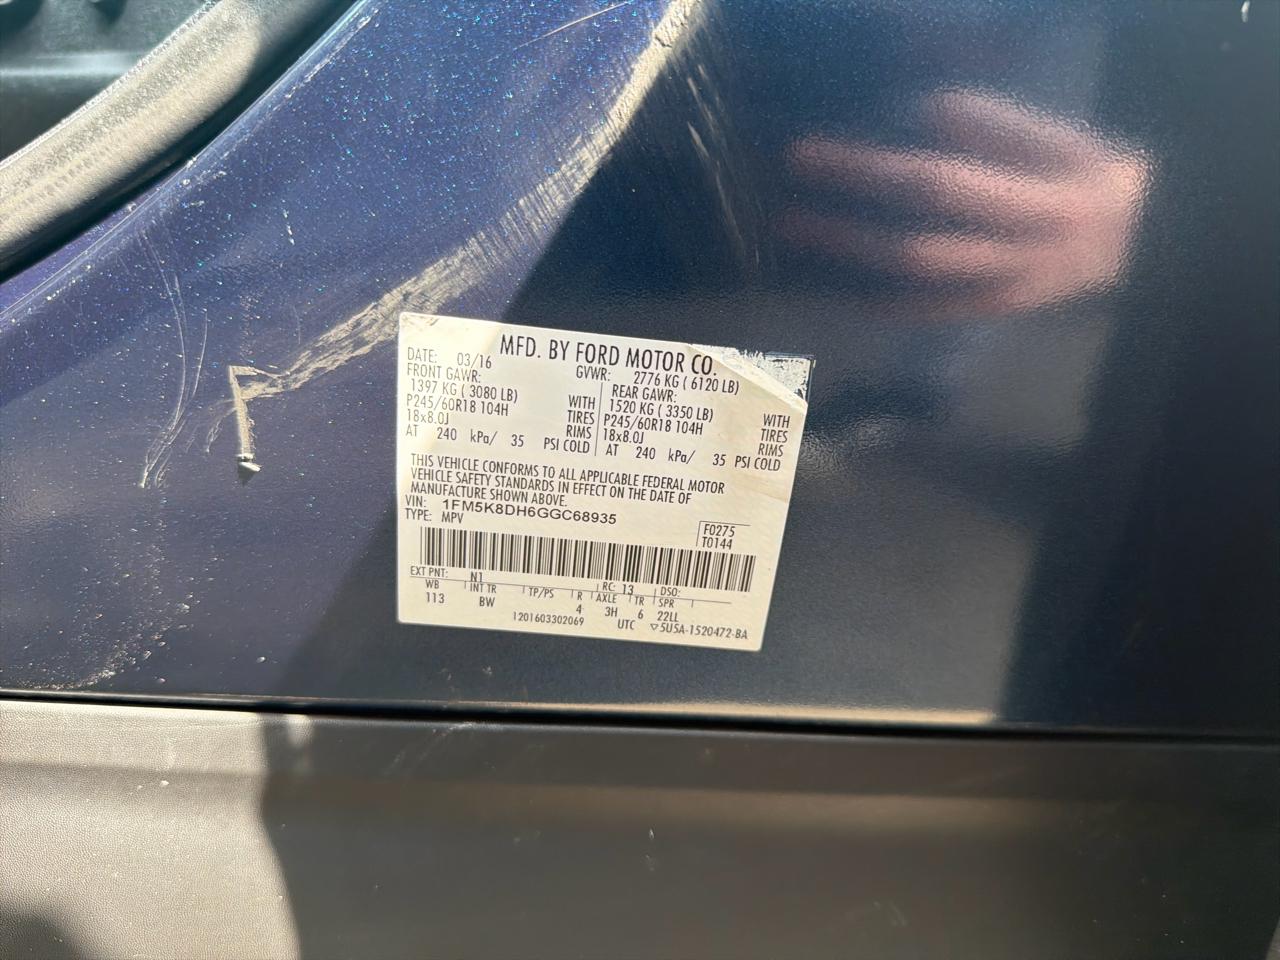 MFD. BY FORD MOTOR CO.
DATE: 03/16 GVWR: 2776 KG ( 6120 LB)
FRONT GAWR: REAR GAWR:
1397 KG ( 3080 LB) WITH 1520 KG ( 3350 LB) WITH
P245/60R18 104H TIRES P245/60R18 104H TIRES
18x8.0J RIMS 18x8.0J RIMS
AT 240 kPa/ 35 PSI COLD AT 240 kPa/ 35 PSI COLD
THIS VEHICLE CONFORMS TO ALL APPLICABLE FEDERAL MOTOR
VEHICLE SAFETY STANDARDS IN EFFECT ON THE DATE OF
MANUFACTURE SHOWN ABOVE.
VIN: 1FM5K8DH6GGC68935
TYPE: MPV
F0275
T0144
EXT PNT: N1 RC: 13 DSO:
WB INT TR TP/PS R AXLE TR SPR
113 BW 4 3H 6 22LL
1201603302069 UTC ▽5U5A-1520472-BA